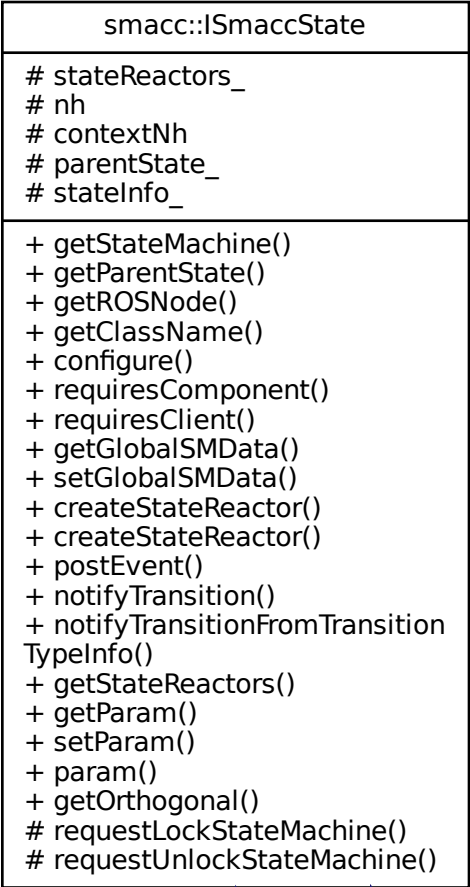 smacc::ISmaccState
# stateReactors_
# nh
# contextNh
# parentState_
# stateInfo_
+ getStateMachine()
+ getParentState()
+ getROSNode()
+ getClassName()
+ configure()
+ requiresComponent()
+ requiresClient()
+ getGlobalSMData()
+ setGlobalSMData()
+ createStateReactor()
+ createStateReactor()
+ postEvent()
+ notifyTransition()
+ notifyTransitionFromTransition
TypeInfo()
+ getStateReactors()
+ getParam()
+ setParam()
+ param()
+ getOrthogonal()
# requestLockStateMachine()
# requestUnlockStateMachine()